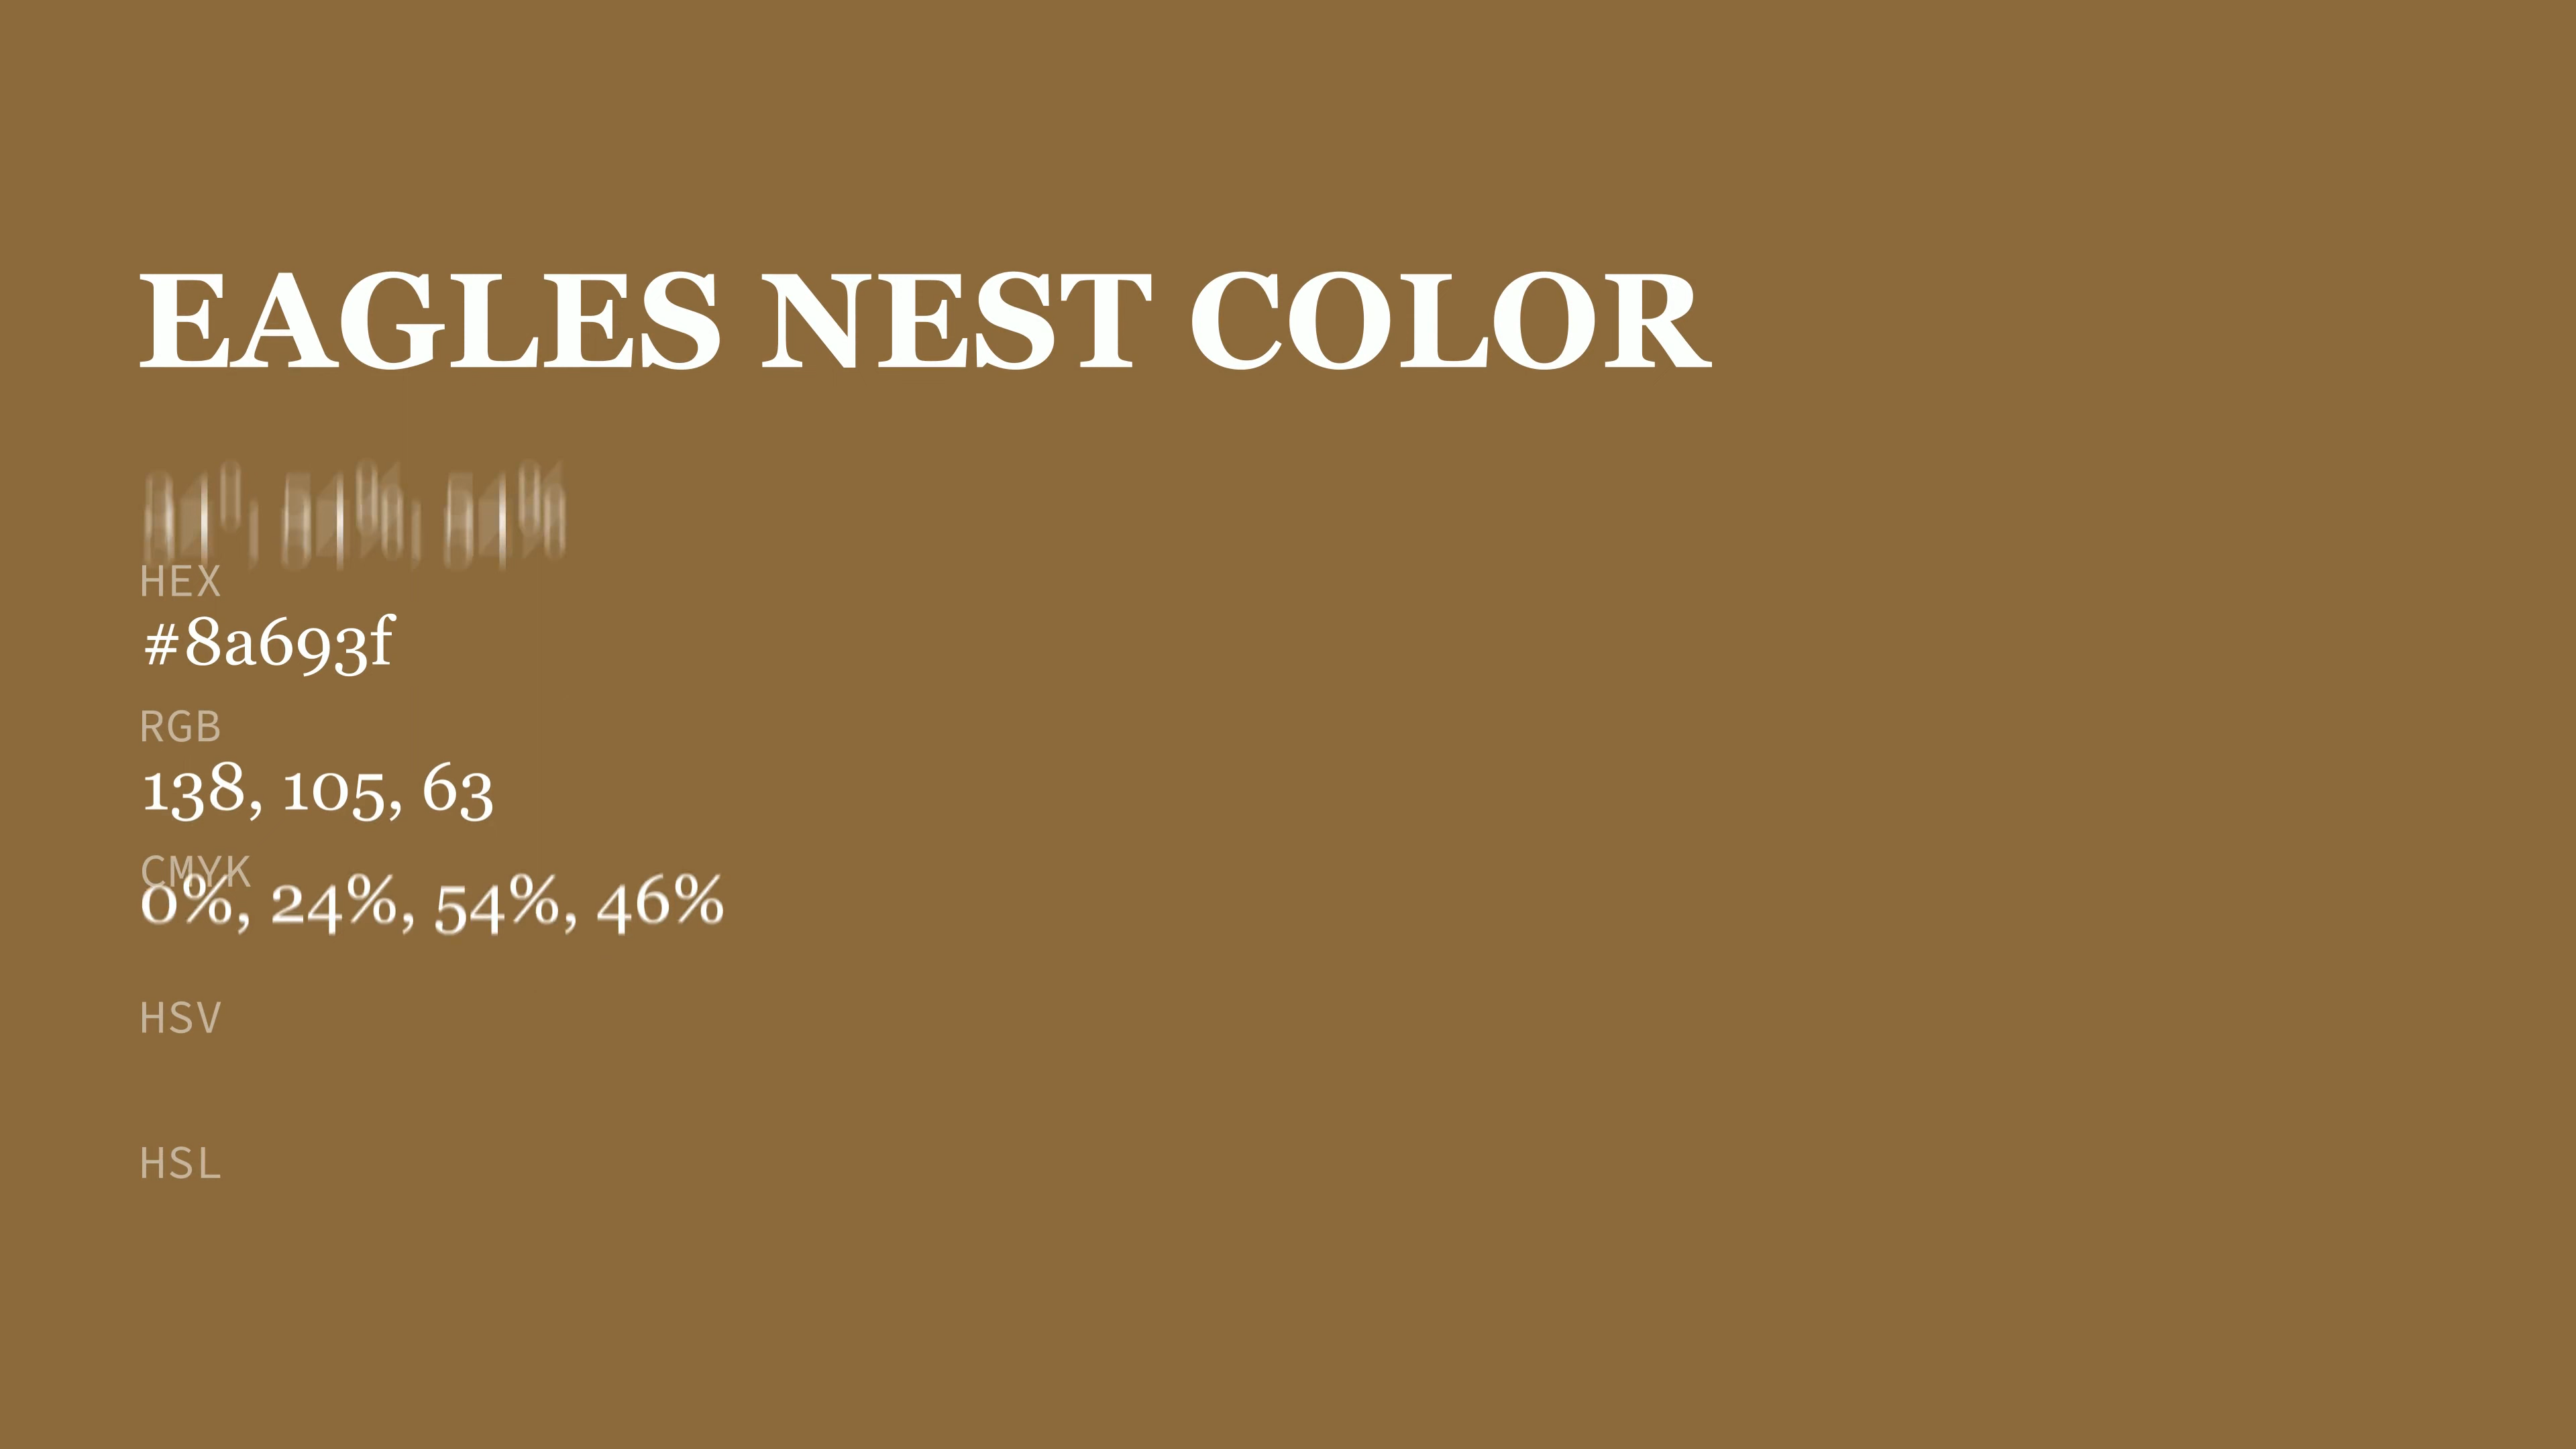 EAGLES NEST COLOR
HEX
#8a693f
RGB
138, 105, 63
CMYK
0%, 24%, 54%, 46%
HSV
HSL